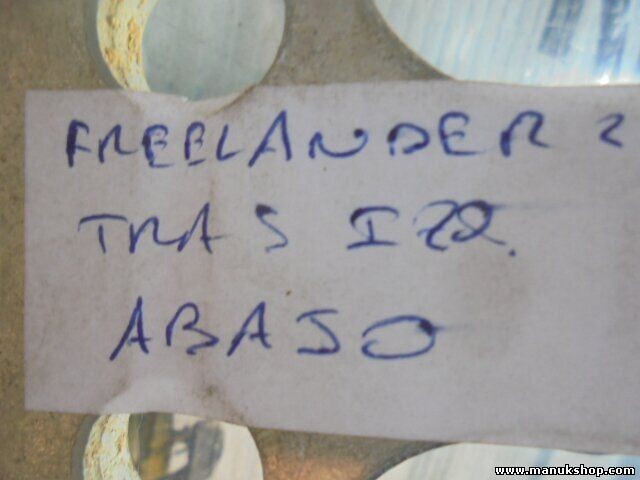 FREELANDER 2
TRAS IZQ.
ABAJO
www.manukshop.com